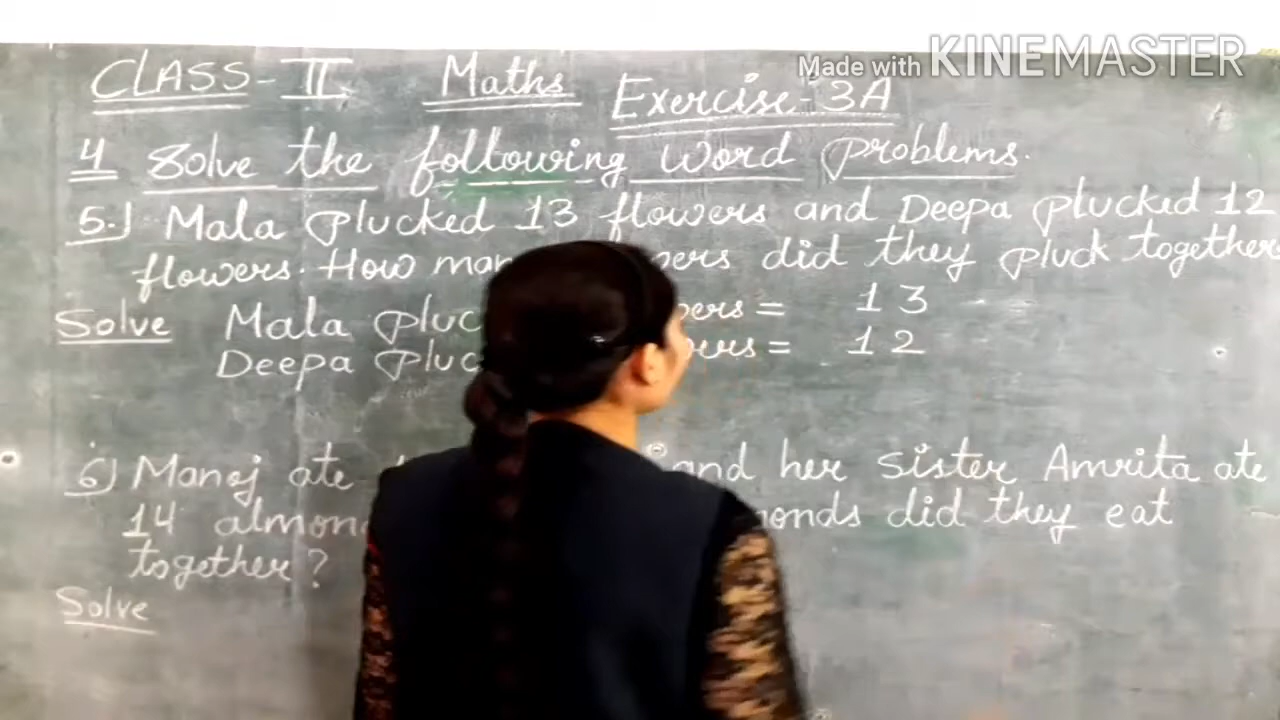 Made with KINEMASTER
CLASS-II Maths Exercise-3A
4 Solve the following word problems.
5.) Mala plucked 13 flowers and Deepa plucked 12
flowers. How did they pluck together
Solve Mala = 13
Deepa = 12
6) Manoj ate and her sister Amrita ate
14 did they eat
together?
Solve